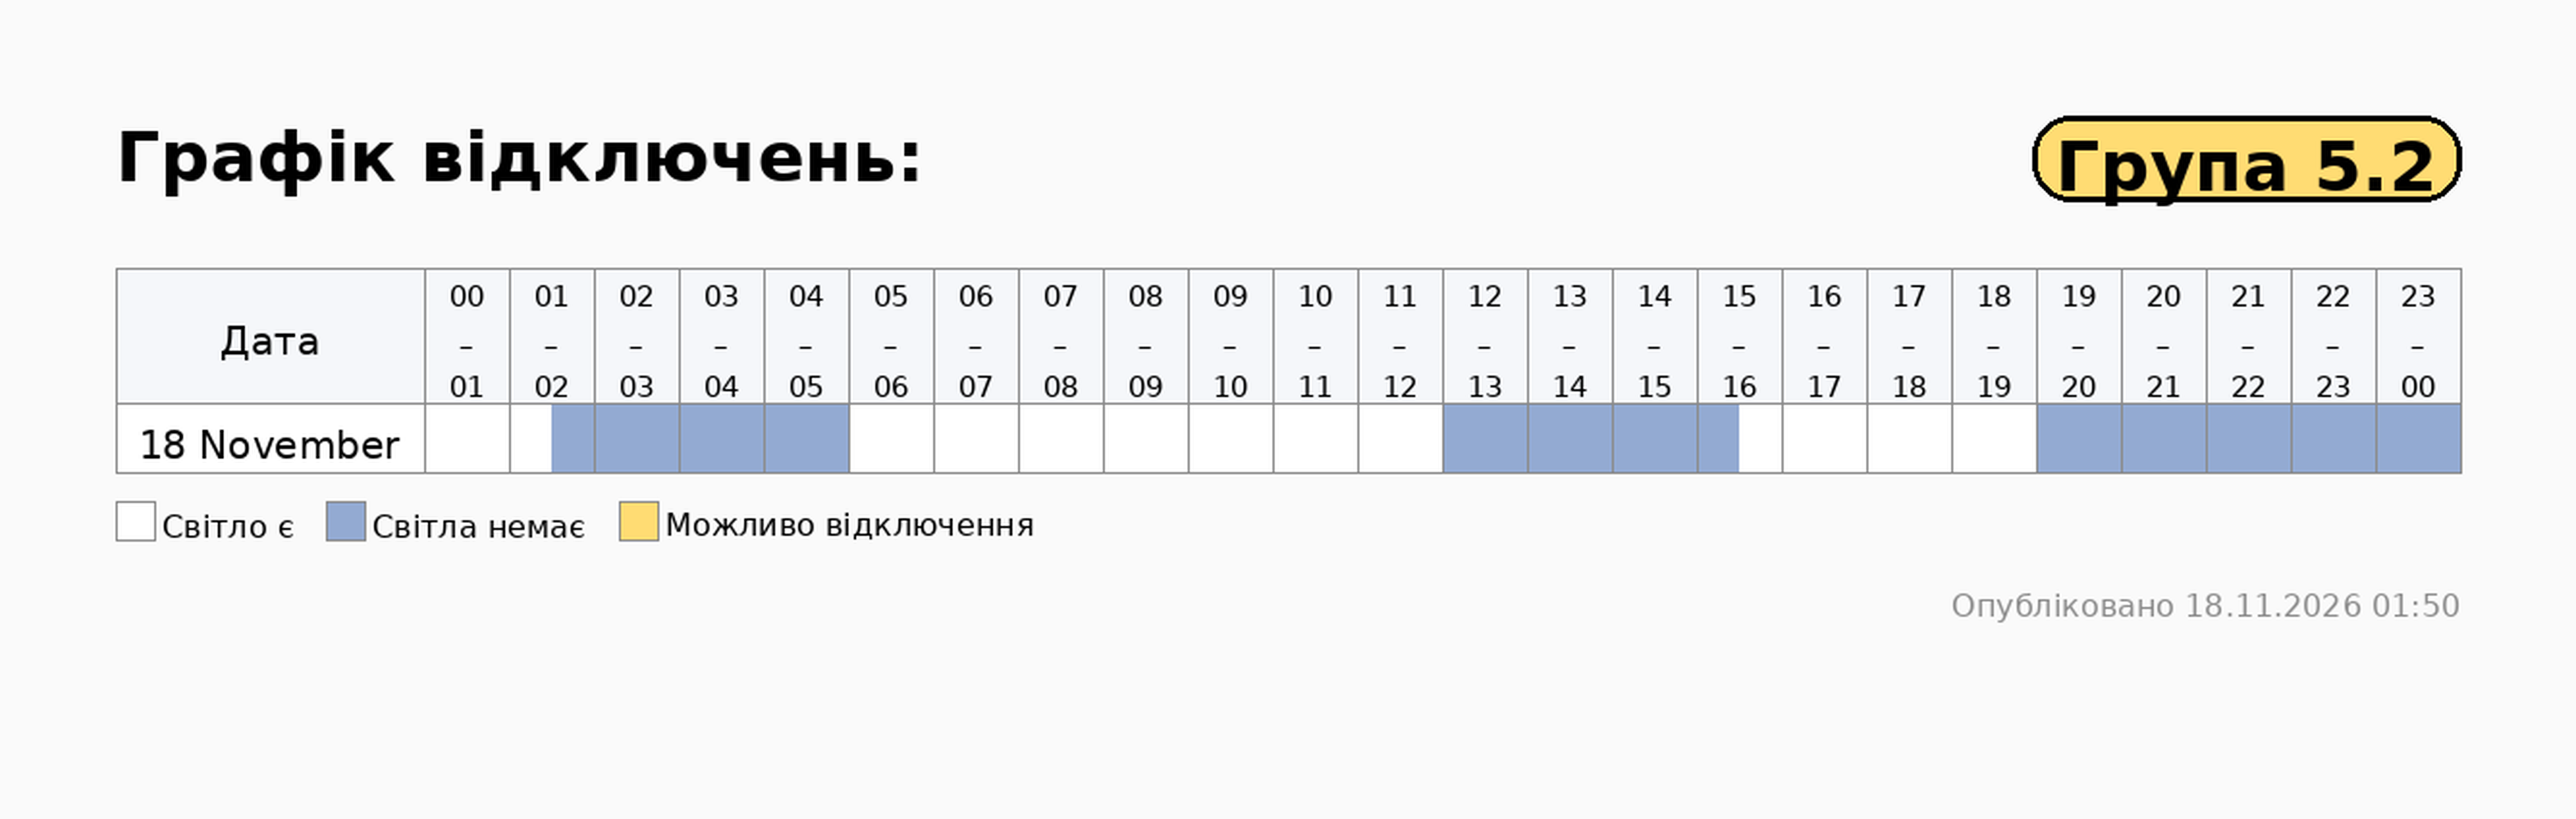 Графік відключень:
Група 5.2
Дата
00 – 01
01 – 02
02 – 03
03 – 04
04 – 05
05 – 06
06 – 07
07 – 08
08 – 09
09 – 10
10 – 11
11 – 12
12 – 13
13 – 14
14 – 15
15 – 16
16 – 17
17 – 18
18 – 19
19 – 20
20 – 21
21 – 22
22 – 23
23 – 00
18 November
Світло є
Світла немає
Можливо відключення
Опубліковано 18.11.2026 01:50